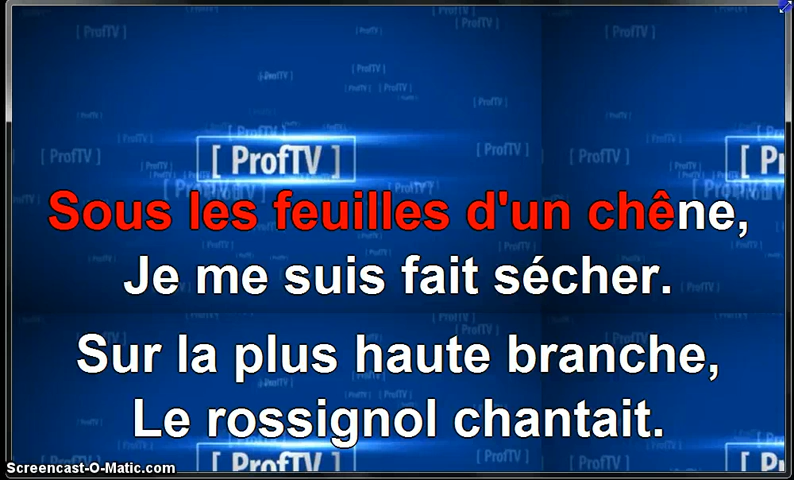 [ ProfTV ]
Sous les feuilles d'un chêne,
Je me suis fait sécher.
Sur la plus haute branche,
Le rossignol chantait.
Screencast-O-Matic.com